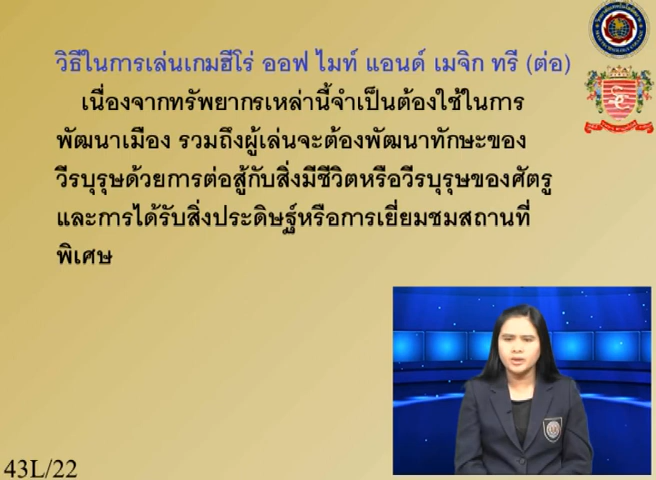 วิธีในการเล่นเกมฮีโร่ ออฟ ไมท์ แอนด์ เมจิก ทรี (ต่อ)
เนื่องจากทรัพยากรเหล่านี้จำเป็นต้องใช้ในการ
พัฒนาเมือง รวมถึงผู้เล่นจะต้องพัฒนาทักษะของ
วีรบุรุษด้วยการต่อสู้กับสิ่งมีชีวิตหรือวีรบุรุษของศัตรู
และการได้รับสิ่งประดิษฐ์หรือการเยี่ยมชมสถานที่
พิเศษ
43L/22